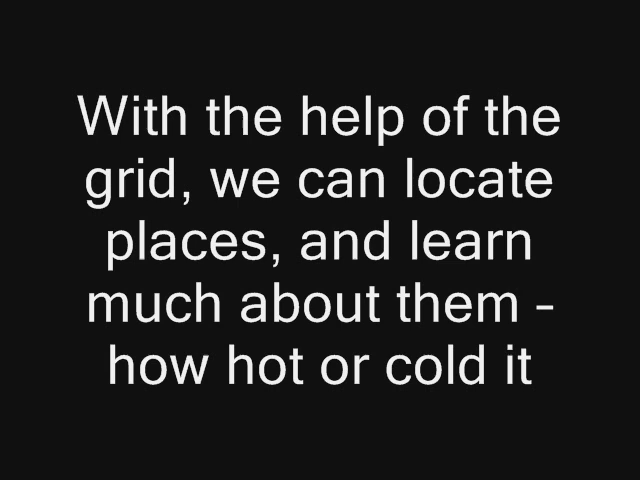 With the help of the
grid, we can locate
places, and learn
much about them –
how hot or cold it